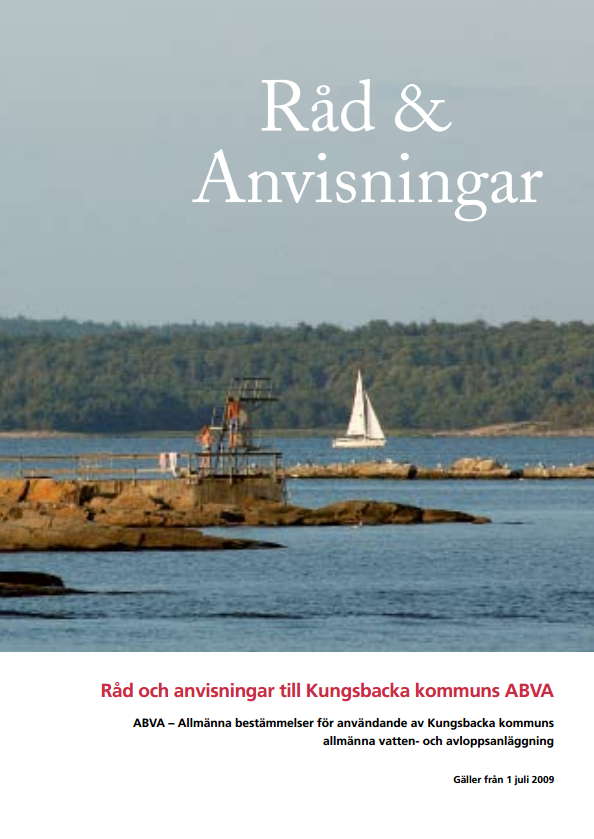 Råd &
Anvisningar
Råd och anvisningar till Kungsbacka kommuns ABVA
ABVA – Allmänna bestämmelser för användande av Kungsbacka kommuns
allmänna vatten- och avloppsanläggning
Gäller från 1 juli 2009